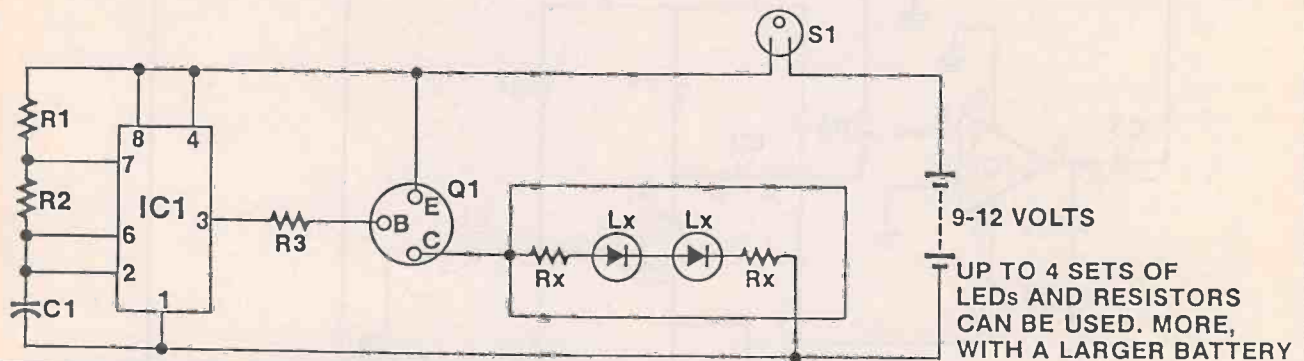 S1
R1
8
4
7
R2
IC1
3
6
2
R3
Q1
E
B
C
Lx
Lx
Rx
Rx
C1
1
9-12 VOLTS
UP TO 4 SETS OF
LEDs AND RESISTORS
CAN BE USED. MORE,
WITH A LARGER BATTERY